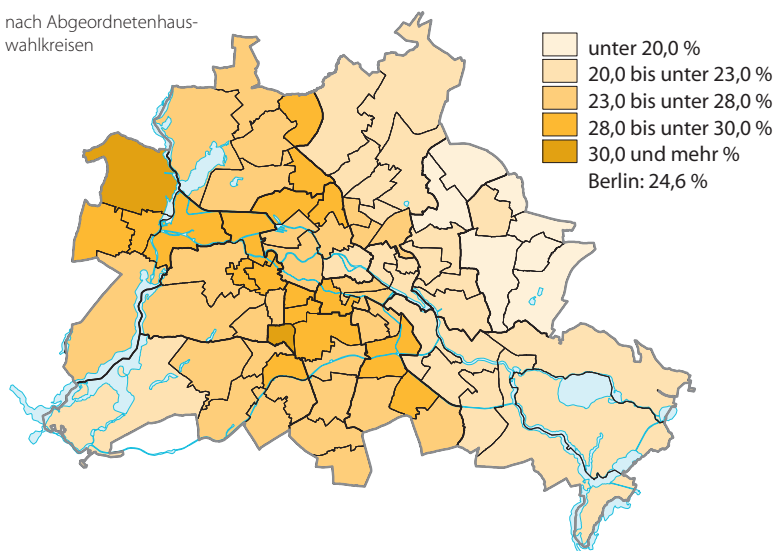 nach Abgeordnetenhaus-
wahlkreisen
unter 20,0 %
20,0 bis unter 23,0 %
23,0 bis unter 28,0 %
28,0 bis unter 30,0 %
30,0 und mehr %
Berlin: 24,6 %